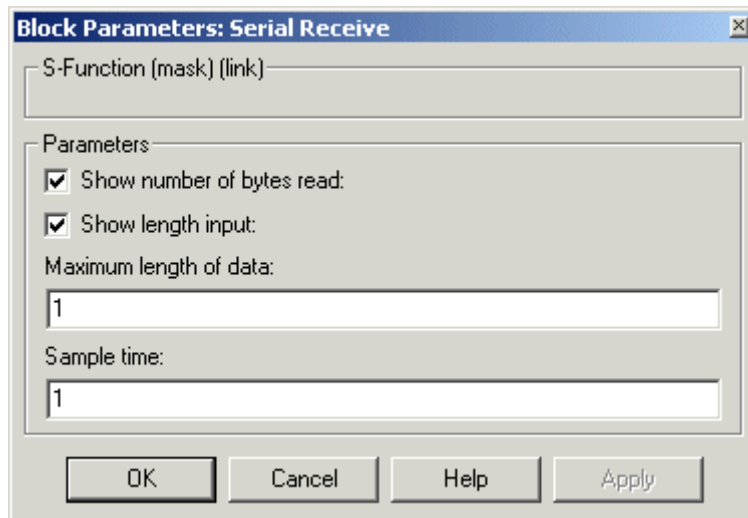 Block Parameters: Serial Receive
S-Function (mask) (link)
Parameters
Show number of bytes read:
Show length input:
Maximum length of data:
1
Sample time:
1
OK Cancel Help Apply